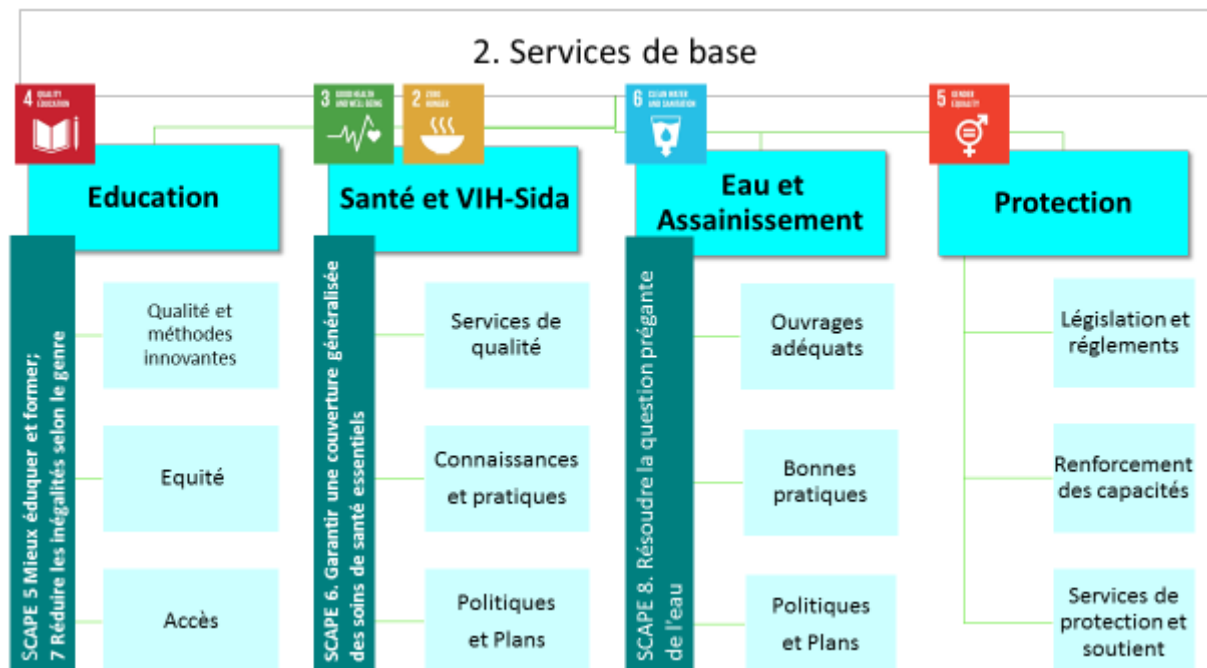 2. Services de base
4 QUALITY
EDUCATION
3 GOOD HEALTH
AND WELL-BEING
2 ZERO
HUNGER
6 CLEAN WATER
AND SANITATION
5 GENDER
EQUALITY
Education
Santé et VIH-Sida
Eau et
Assainissement
Protection
SCAPE 5 Mieux éduquer et former;
7 Réduire les inégalités selon le genre
Qualité et
méthodes
innovantes
Equité
Accès
SCAPE 6. Garantir une couverture généralisée
des soins de santé essentiels
Services de
qualité
Connaissances
et pratiques
Politiques
et Plans
SCAPE 8. Résoudre la question prégante
de l'eau
Ouvrages
adéquats
Bonnes
pratiques
Politiques
et Plans
Législation et
réglements
Renforcement
des capacités
Services de
protection et
soutient